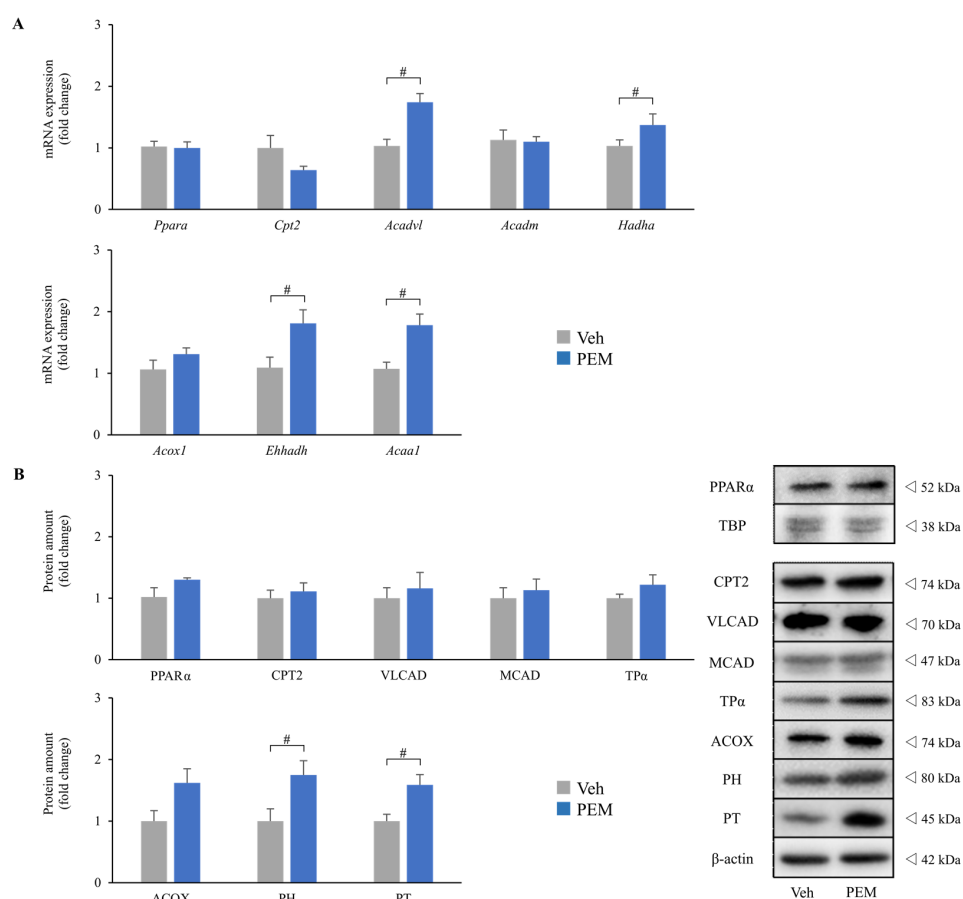 A
mRNA expression
(fold change)
3
2
1
0
#
#
Ppara Cpt2 Acadvl Acadm Hadha
mRNA expression
(fold change)
3
2
1
0
#
#
Acox1 Ehhadh Acaa1
Veh
PEM
B
Protein amount
(fold change)
3
2
1
0
PPARα CPT2 VLCAD MCAD TPα
Protein amount
(fold change)
3
2
1
0
#
#
ACOX PH PT
Veh
PEM
PPARα ◁ 52 kDa
TBP ◁ 38 kDa
CPT2 ◁ 74 kDa
VLCAD ◁ 70 kDa
MCAD ◁ 47 kDa
TPα ◁ 83 kDa
ACOX ◁ 74 kDa
PH ◁ 80 kDa
PT ◁ 45 kDa
β-actin ◁ 42 kDa
Veh PEM